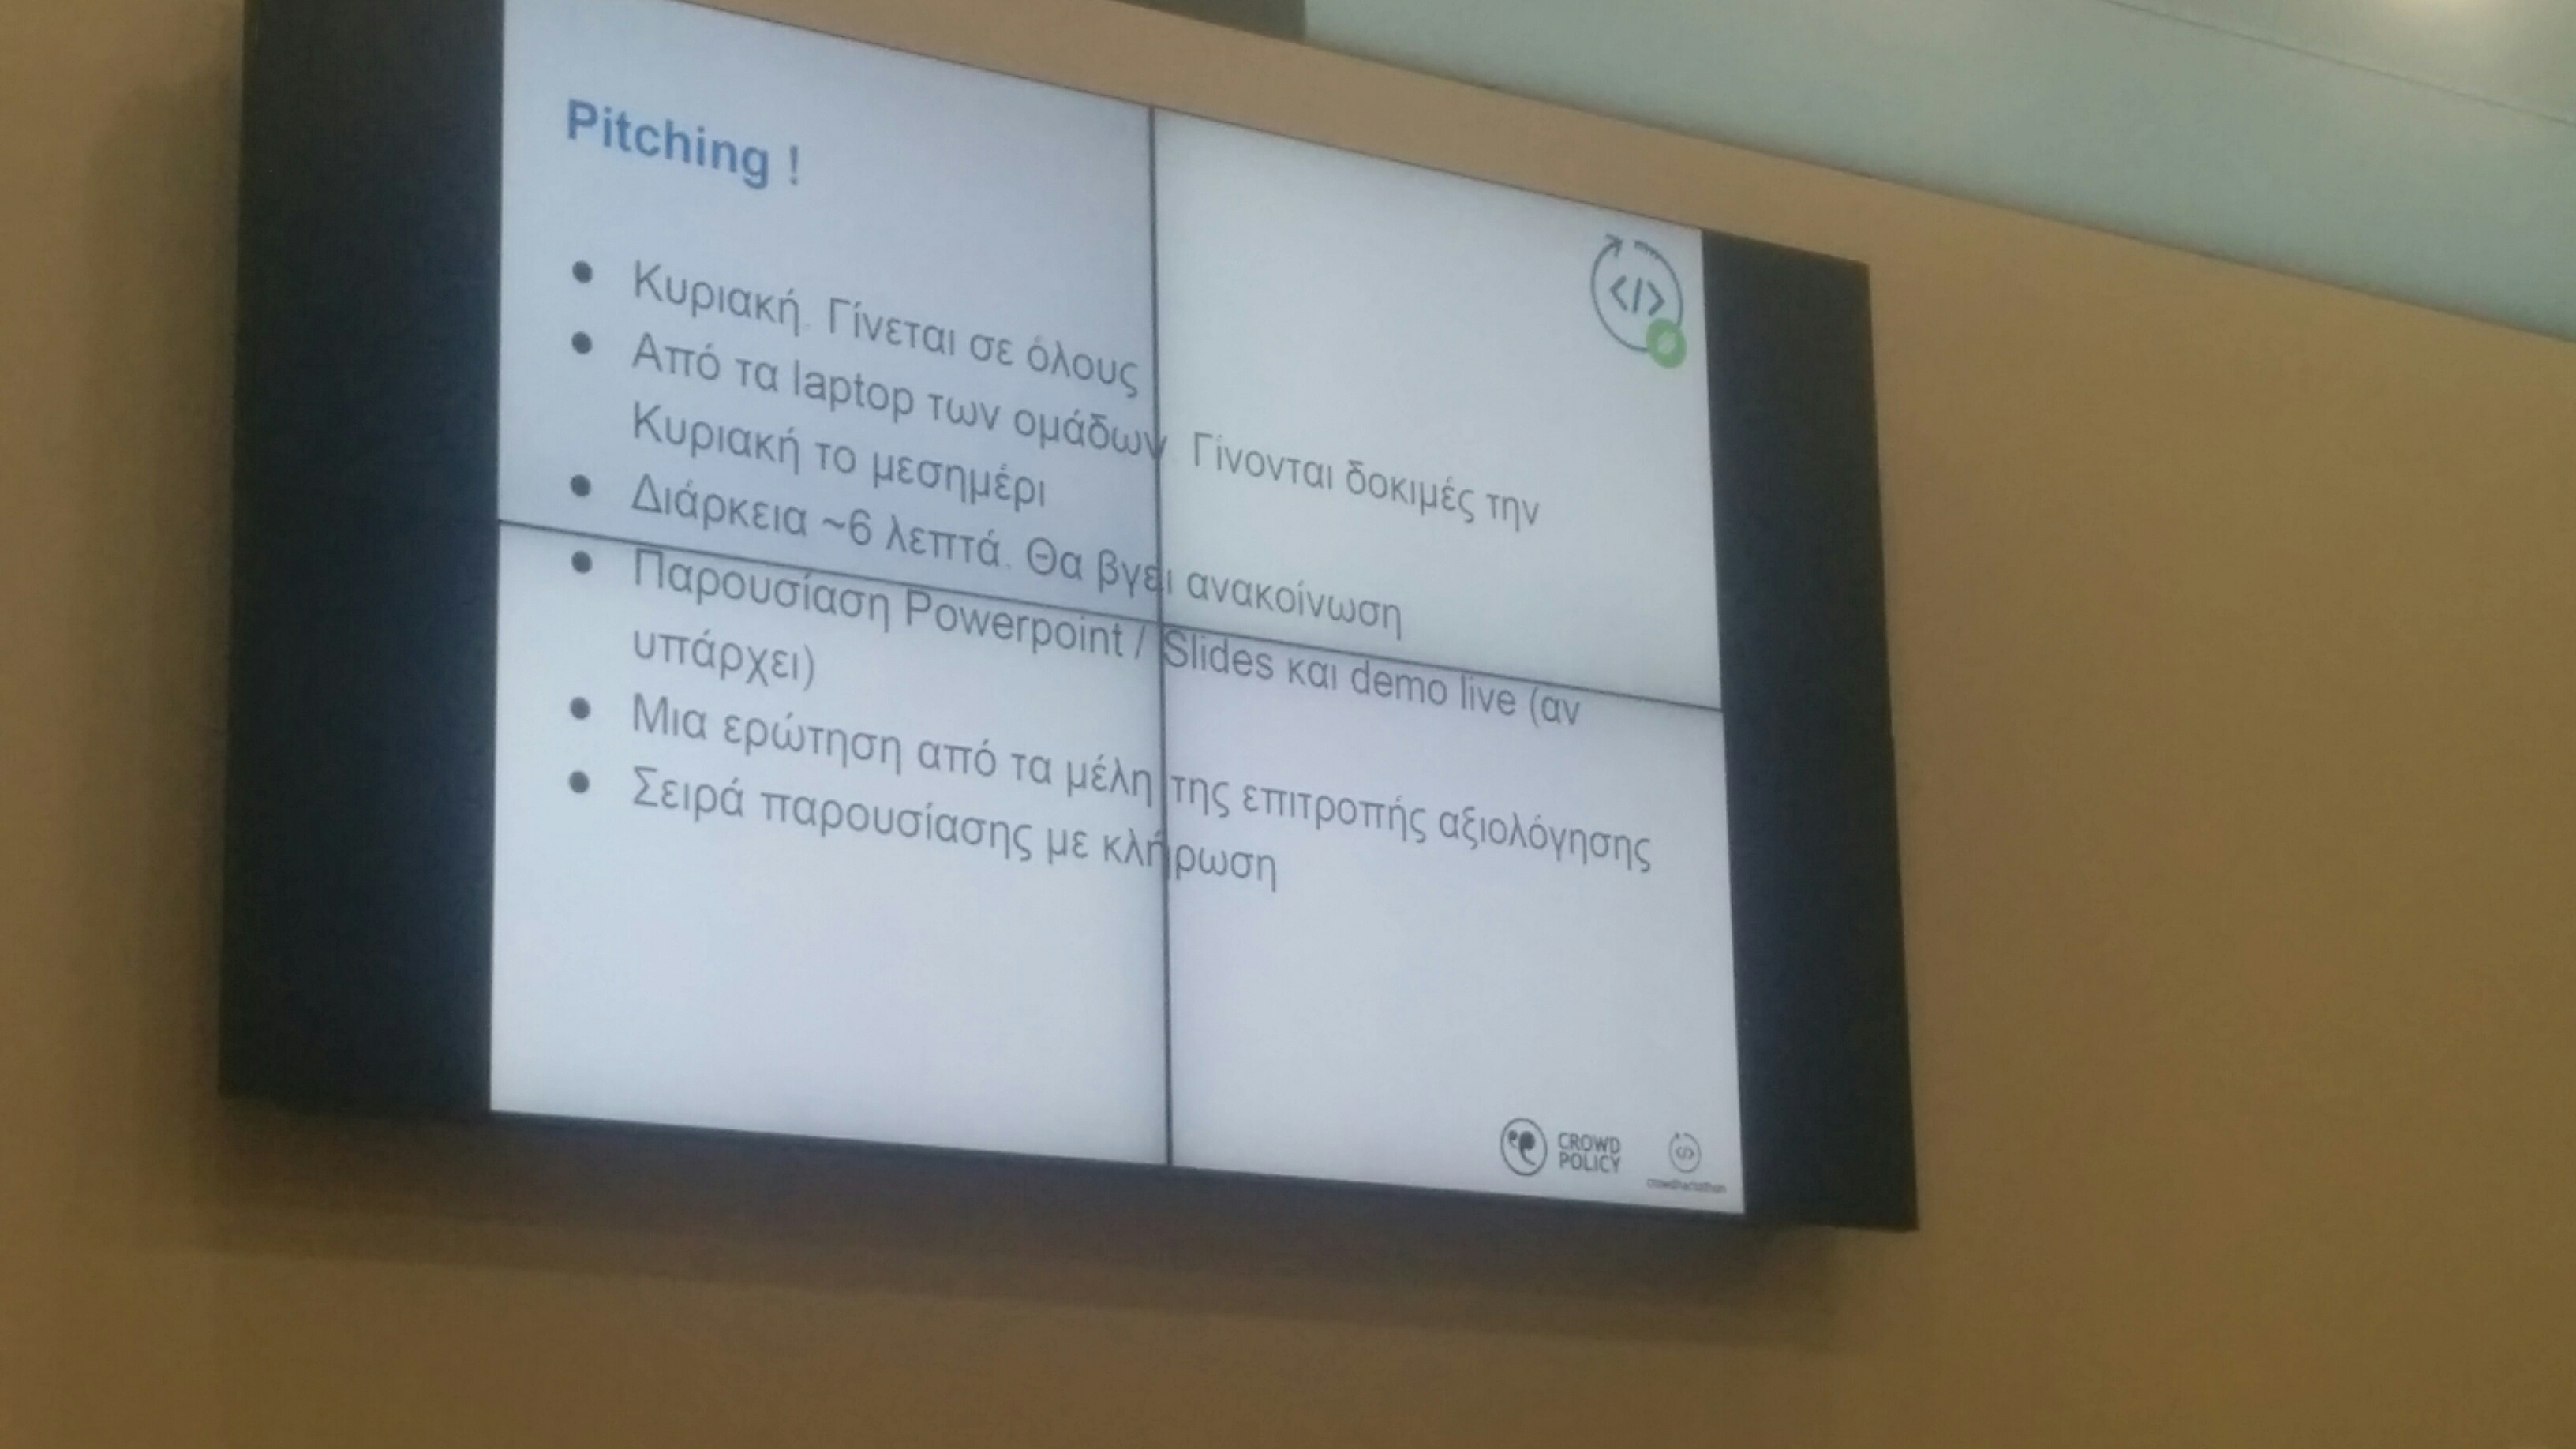 Pitching !
● Κυριακή. Γίνεται σε όλους
● Από τα laptop των ομάδων. Γίνονται δοκιμές την
Κυριακή το μεσημέρι
● Διάρκεια ~6 λεπτά. Θα βγει ανακοίνωση
● Παρουσίαση Powerpoint / Slides και demo live (αν
υπάρχει)
● Μια ερώτηση από τα μέλη της επιτροπής αξιολόγησης
● Σειρά παρουσίασης με κλήρωση
</>
CROWD
POLICY
</>
crowdhackathon